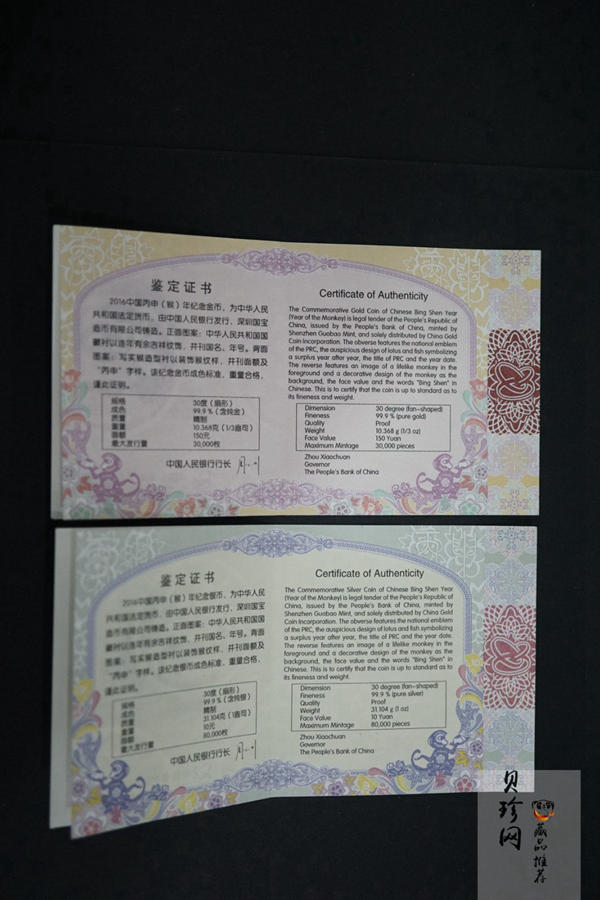 鉴定证书
2016中国丙申（猴）年纪念金币，为中华人民
共和国法定货币，由中国人民银行发行，深圳国宝
造币有限公司铸造。正面图案：中华人民共和国国
徽衬以连年有余吉祥纹饰，并刊国名、年号。背面
图案：写实猴造型衬以装饰猴纹样，并刊面额及
“丙申”字样。该纪念金币成色标准，重量合格，
谨此证明。
规格 30度（扇形）
成色 99.9％（含纯金）
质量 精制
重量 10.368克（1/3盎司）
面额 150元
最大发行量 30,000枚
中国人民银行行长
Certificate of Authenticity
The Commemorative Gold Coin of Chinese Bing Shen Year
(Year of the Monkey) is legal tender of the People's Republic of
China, issued by the People's Bank of China, minted by
Shenzhen Guobao Mint, and solely distributed by China Gold
Coin Incorporation. The obverse features the national emblem
of the PRC, the auspicious design of lotus and fish symbolizing
a surplus year after year, the title of PRC and the year date.
The reverse features an image of a lifelike monkey in the
foreground and a decorative design of the monkey as the
background, the face value and the words "Bing Shen" in
Chinese. This is to certify that the coin is up to standard as to
its fineness and weight.
Dimension 30 degree (fan-shaped)
Fineness 99.9 % (pure gold)
Quality Proof
Weight 10.368 g (1/3 oz)
Face Value 150 Yuan
Maximum Mintage 30,000 pieces
Zhou Xiaochuan
Governor
The People's Bank of China
鉴定证书
2016中国丙申（猴）年纪念银币，为中华人民
共和国法定货币，由中国人民银行发行，深圳国宝
造币有限公司铸造。正面图案：中华人民共和国国
徽衬以连年有余吉祥纹饰，并刊国名、年号。背面
图案：写实猴造型衬以装饰猴纹样，并刊面额及
“丙申”字样。该纪念银币成色标准，重量合格，
谨此证明。
规格 30度（扇形）
成色 99.9％（含纯银）
质量 精制
重量 31.104克（1盎司）
面额 10元
最大发行量 80,000枚
中国人民银行行长
Certificate of Authenticity
The Commemorative Silver Coin of Chinese Bing Shen Year
(Year of the Monkey) is legal tender of the People's Republic of
China, issued by the People's Bank of China, minted by
Shenzhen Guobao Mint, and solely distributed by China Gold
Coin Incorporation. The obverse features the national emblem
of the PRC, the auspicious design of lotus and fish symbolizing
a surplus year after year, the title of PRC and the year date.
The reverse features an image of a lifelike monkey in the
foreground and a decorative design of the monkey as the
background, the face value and the words "Bing Shen" in
Chinese. This is to certify that the coin is up to standard as to
its fineness and weight.
Dimension 30 degree (fan-shaped)
Fineness 99.9 % (pure silver)
Quality Proof
Weight 31.104 g (1 oz)
Face Value 10 Yuan
Maximum Mintage 80,000 pieces
Zhou Xiaochuan
Governor
The People's Bank of China
贝珍网
藏品推荐